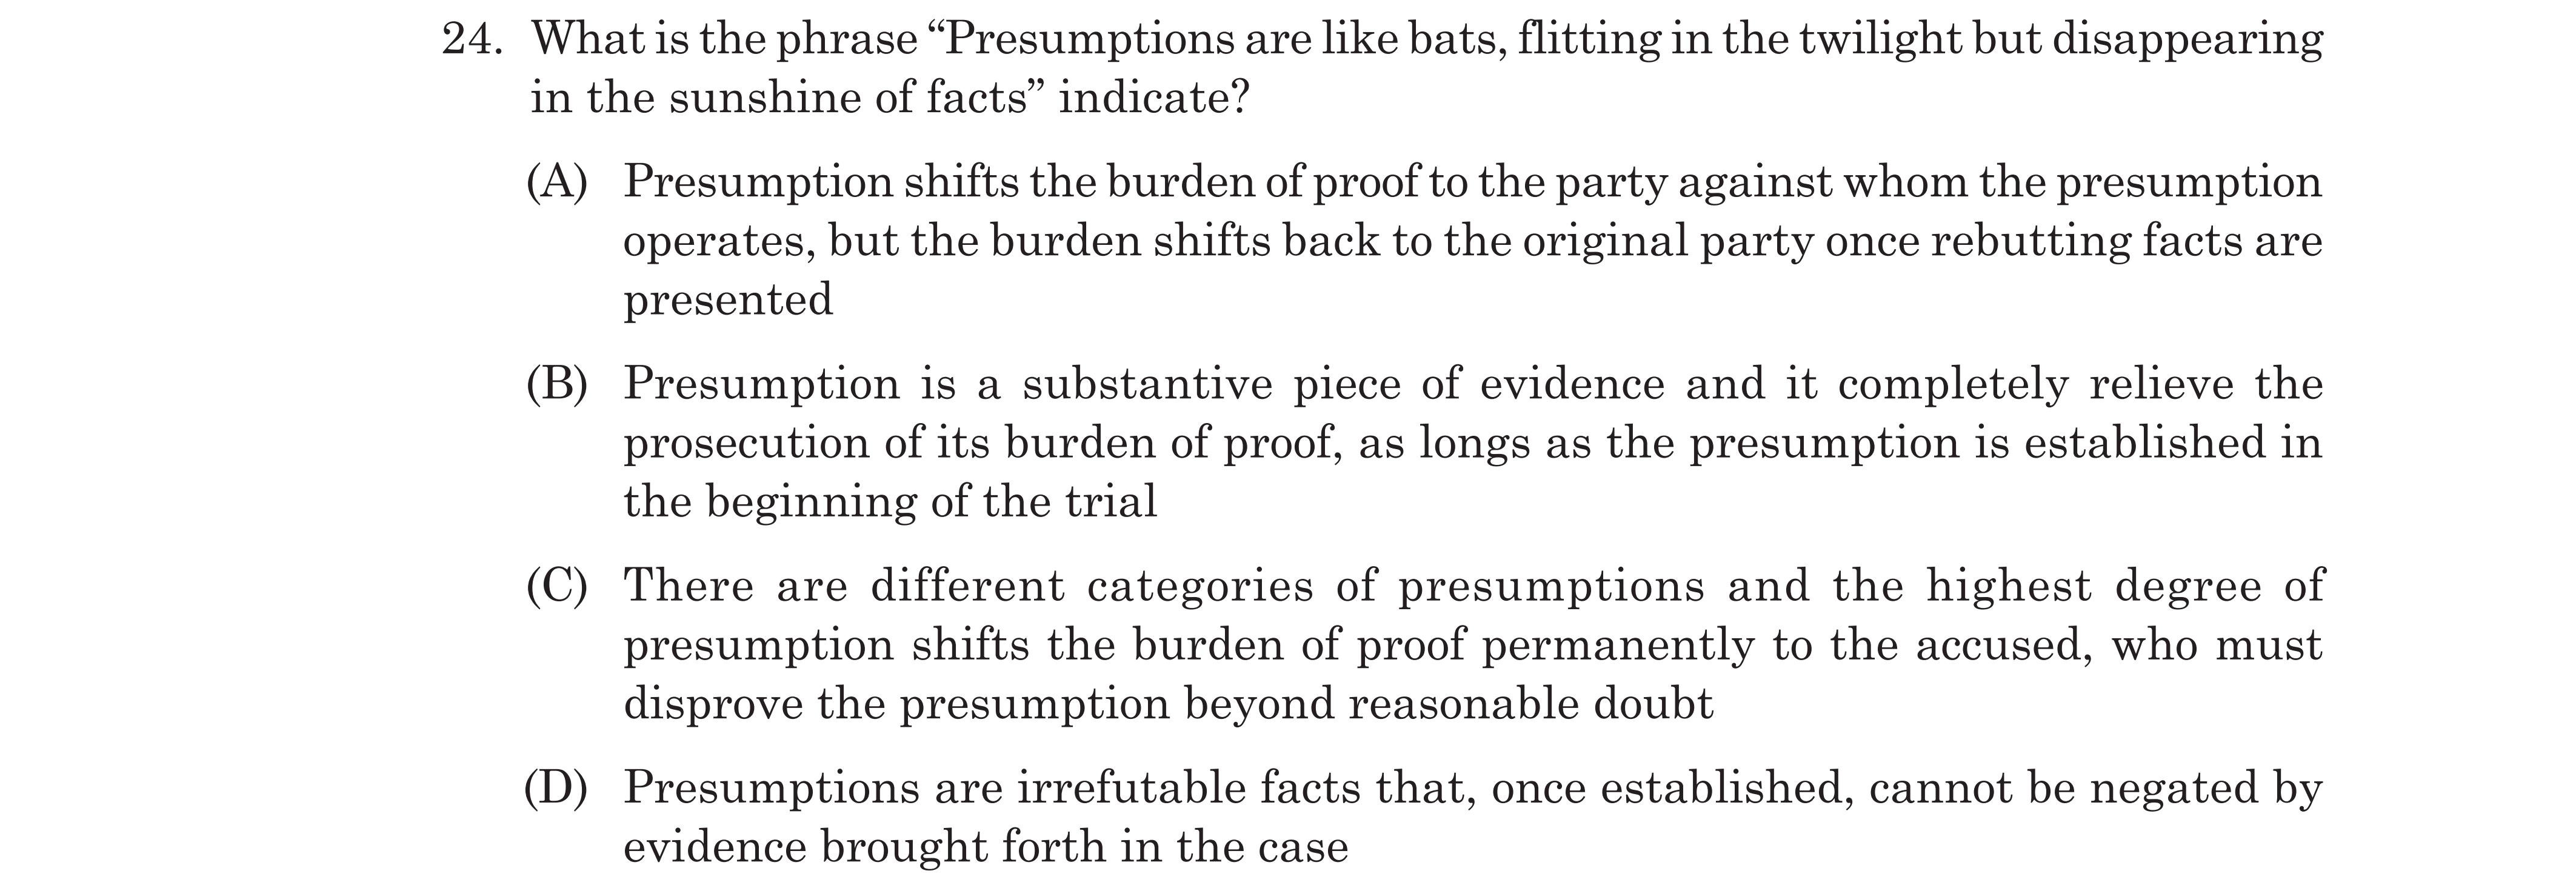 24. What is the phrase “Presumptions are like bats, flitting in the twilight but disappearing
in the sunshine of facts” indicate?
(A) Presumption shifts the burden of proof to the party against whom the presumption
operates, but the burden shifts back to the original party once rebutting facts are
presented
(B) Presumption is a substantive piece of evidence and it completely relieve the
prosecution of its burden of proof, as longs as the presumption is established in
the beginning of the trial
(C) There are different categories of presumptions and the highest degree of
presumption shifts the burden of proof permanently to the accused, who must
disprove the presumption beyond reasonable doubt
(D) Presumptions are irrefutable facts that, once established, cannot be negated by
evidence brought forth in the case